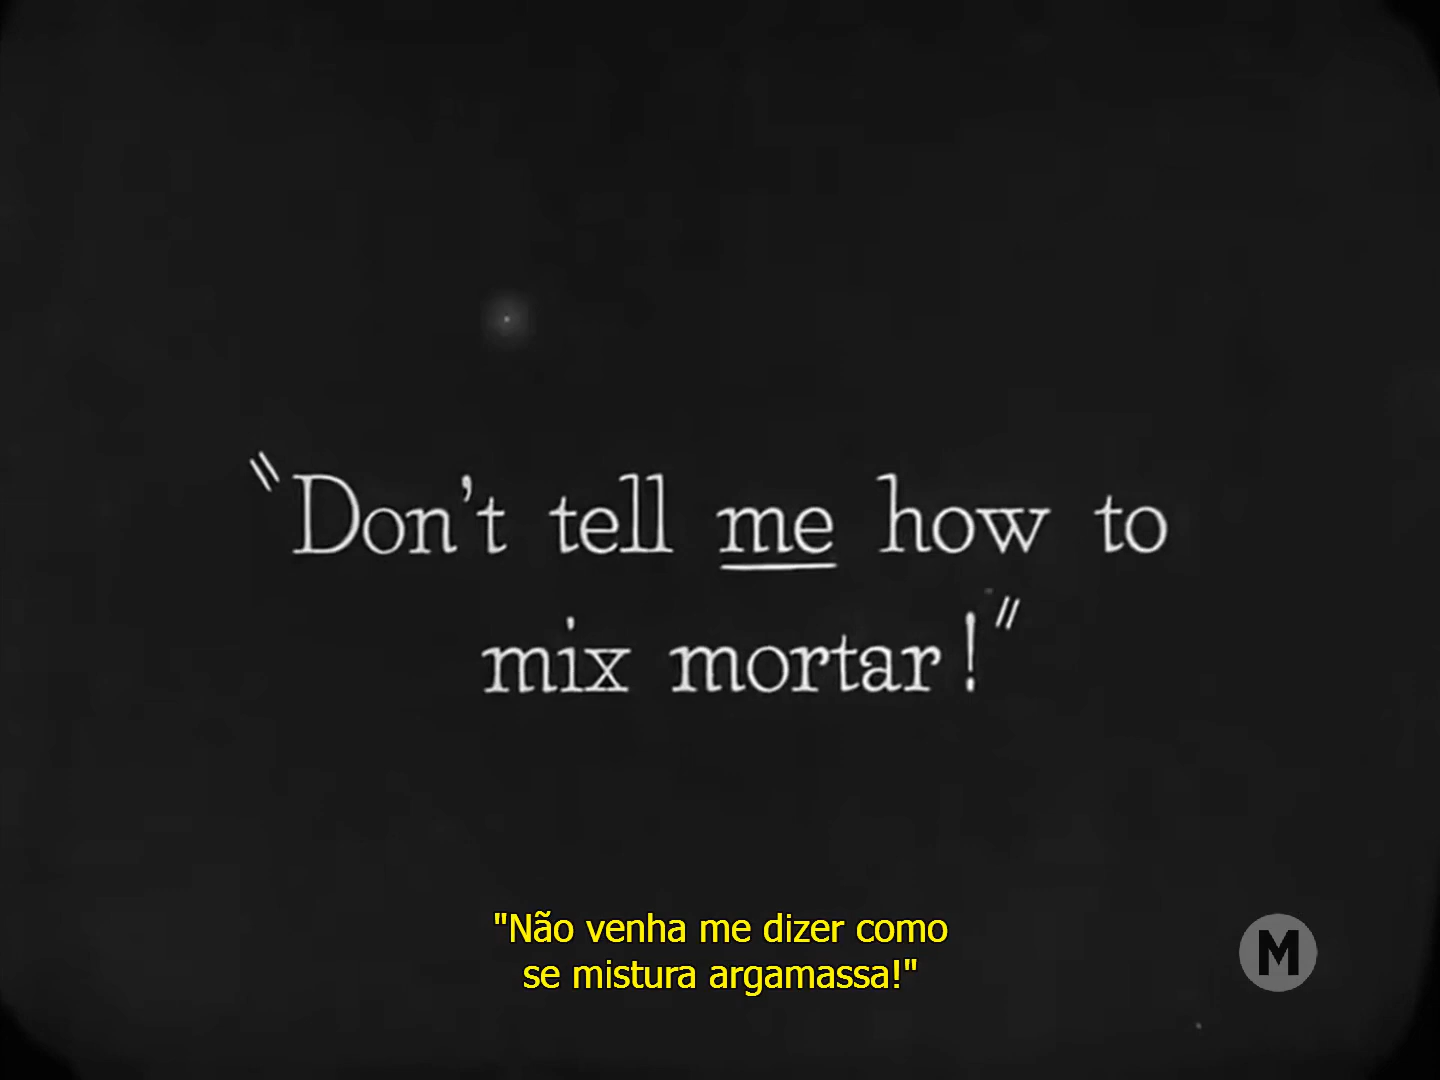 "Don't tell me how to
mix mortar!"
"Não venha me dizer como
se mistura argamassa!"
M